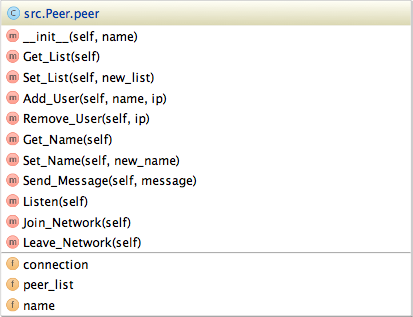 C src.Peer.peer
m __init__(self, name)
m Get_List(self)
m Set_List(self, new_list)
m Add_User(self, name, ip)
m Remove_User(self, ip)
m Get_Name(self)
m Set_Name(self, new_name)
m Send_Message(self, message)
m Listen(self)
m Join_Network(self)
m Leave_Network(self)
f connection
f peer_list
f name